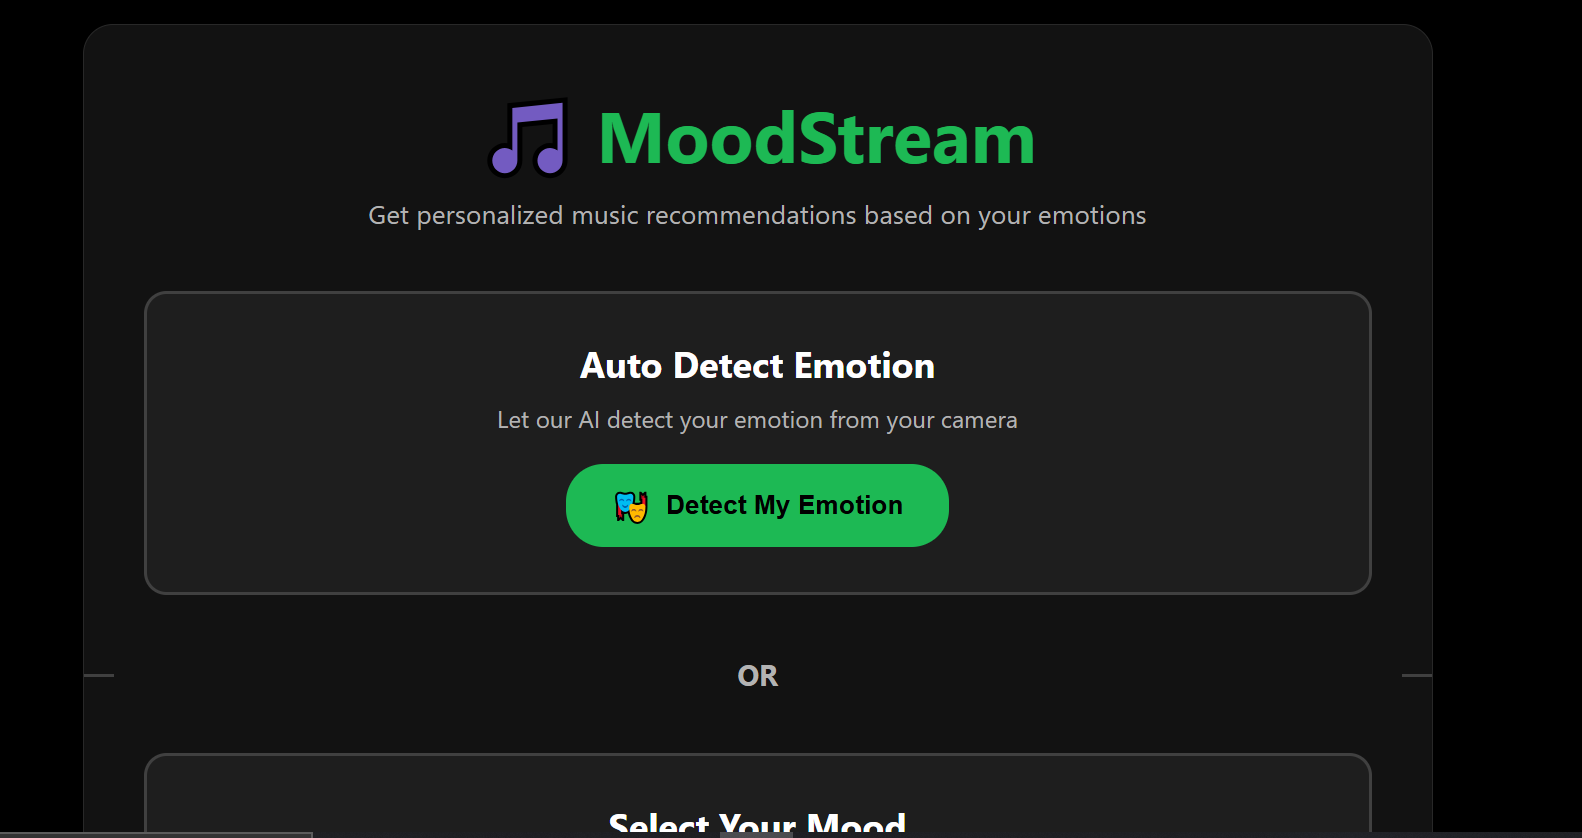 MoodStream
Get personalized music recommendations based on your emotions
Auto Detect Emotion
Let our AI detect your emotion from your camera
Detect My Emotion
OR
Select Your Mood